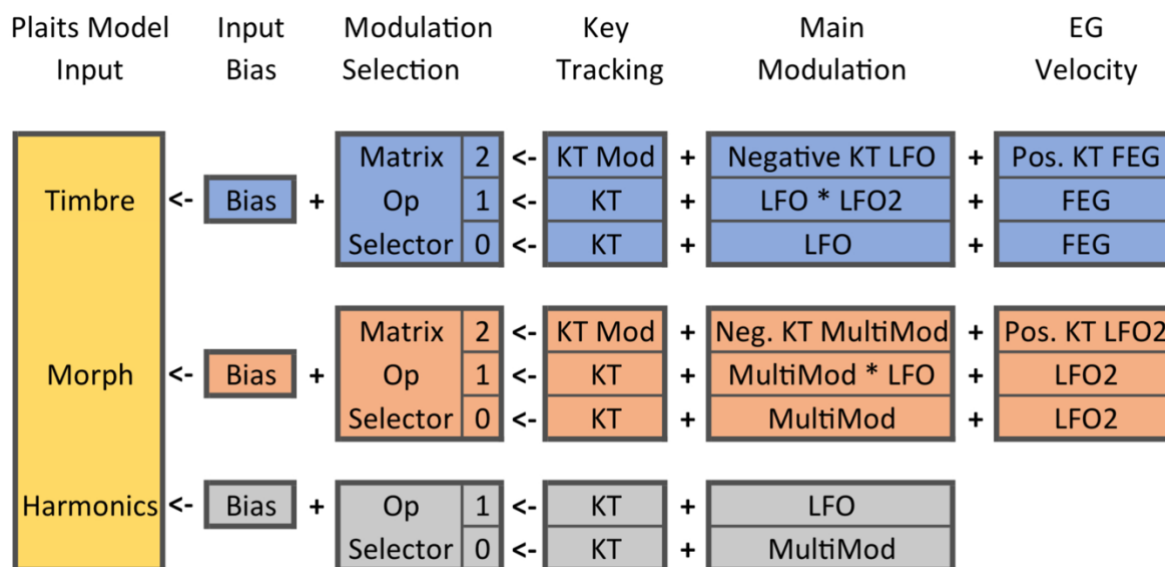 Plaits Model Input Modulation Key Main EG
Input Bias Selection Tracking Modulation Velocity
Matrix 2 <- KT Mod + Negative KT LFO + Pos. KT FEG
Timbre <- Bias + Op 1 <- KT + LFO * LFO2 + FEG
Selector 0 <- KT + LFO + FEG
Matrix 2 <- KT Mod + Neg. KT MultiMod + Pos. KT LFO2
Morph <- Bias + Op 1 <- KT + MultiMod * LFO + LFO2
Selector 0 <- KT + MultiMod + LFO2
Harmonics <- Bias + Op 1 <- KT + LFO
Selector 0 <- KT + MultiMod